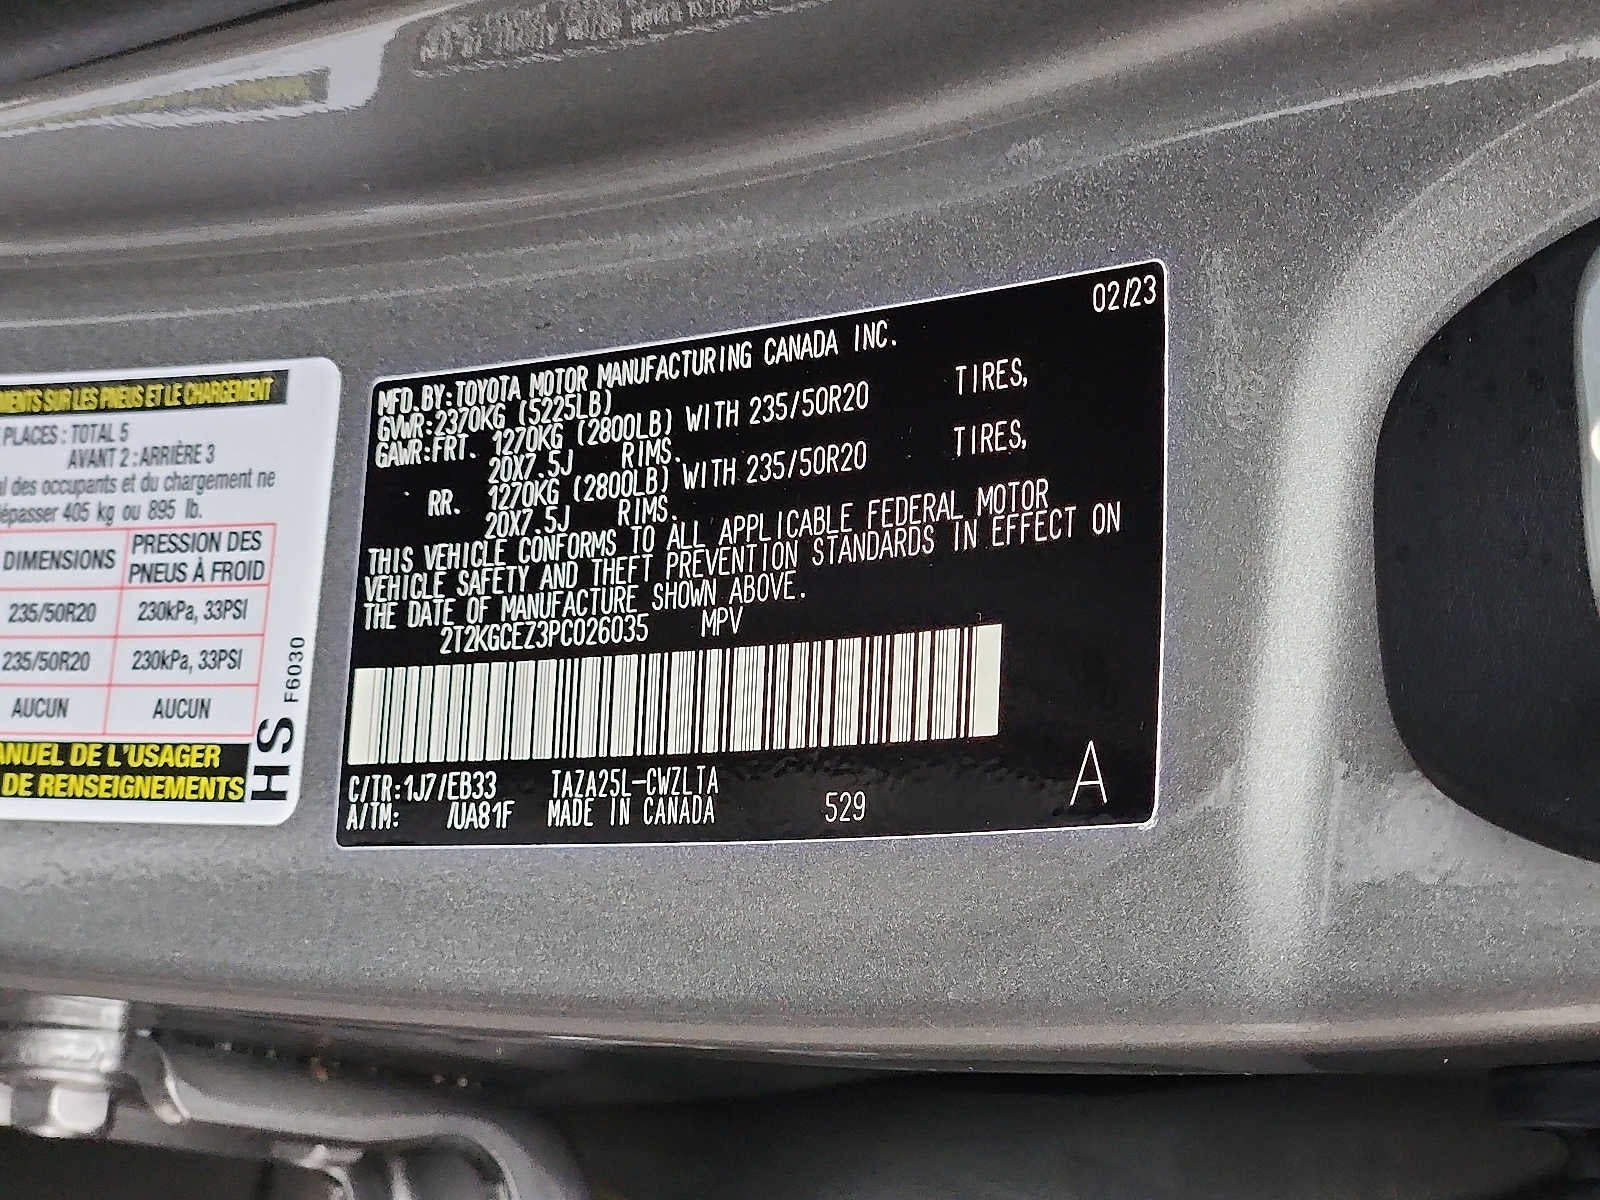 MENTS SUR LES PNEUS ET LE CHARGEMENT
PLACES : TOTAL 5
AVANT 2 : ARRIÈRE 3
des occupants et du chargement ne
dépasser 405 kg ou 895 lb.
DIMENSIONS
PRESSION DES
PNEUS À FROID
235/50R20 230kPa, 33PSI
235/50R20 230kPa, 33PSI
AUCUN AUCUN
ANUEL DE L'USAGER
DE RENSEIGNEMENTS
HS F6030
02/23
MFD.BY:TOYOTA MOTOR MANUFACTURING CANADA INC.
GVWR:2370KG (5225LB)
GAWR:FRT. 1270KG (2800LB) WITH 235/50R20 TIRES,
20X7.5J RIMS.
RR. 1270KG (2800LB) WITH 235/50R20 TIRES,
20X7.5J RIMS.
THIS VEHICLE CONFORMS TO ALL APPLICABLE FEDERAL MOTOR
VEHICLE SAFETY AND THEFT PREVENTION STANDARDS IN EFFECT ON
THE DATE OF MANUFACTURE SHOWN ABOVE.
2T2KGCEZ3PC026035 MPV
C/TR:1J7/EB33 TAZA25L-CWZLTA
A/TM: /UA81F MADE IN CANADA 529
A